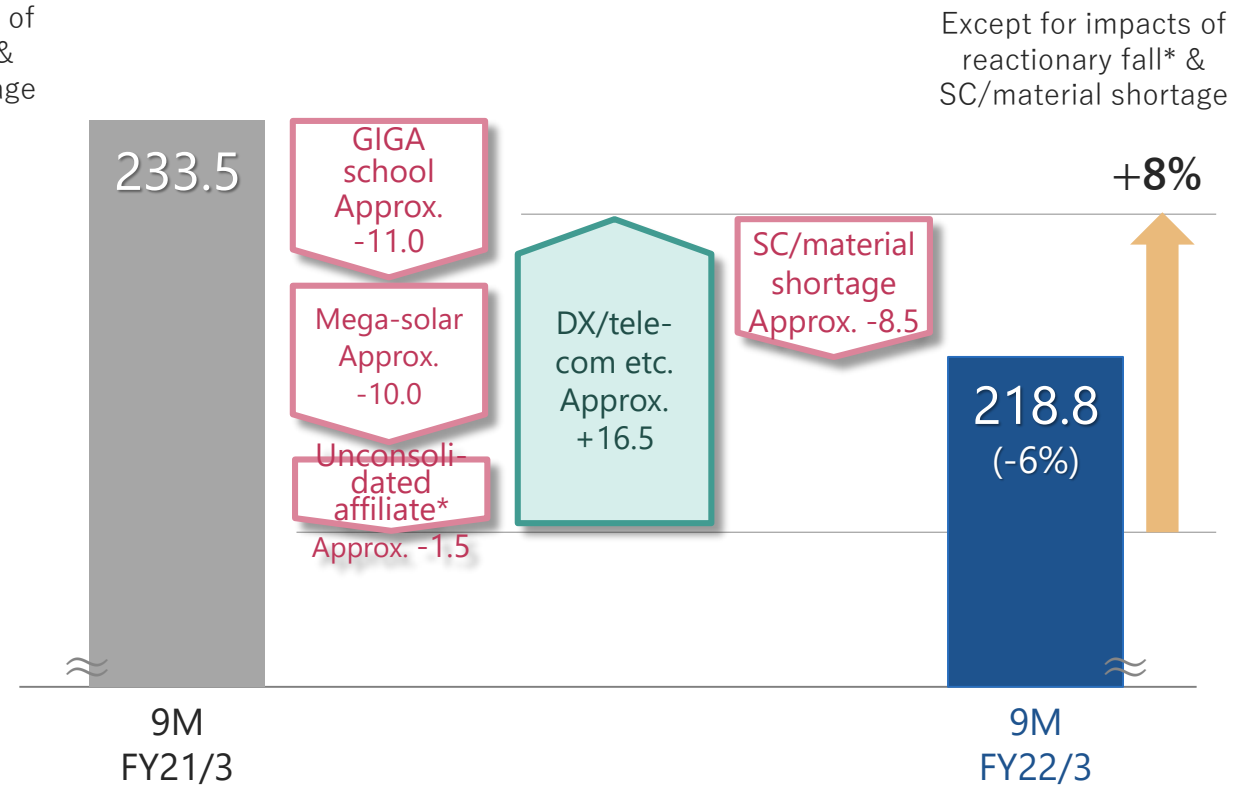 of
&
Except for impacts of
reactionary fall* &
SC/material shortage
+8%
233.5
GIGA
school
Approx.
-11.0
Mega-solar
Approx.
-10.0
Unconsoli-
dated
affiliate*
Approx. -1.5
DX/tele-
com etc.
Approx.
+16.5
SC/material
shortage
Approx. -8.5
218.8
(-6%)
9M
FY21/3
9M
FY22/3